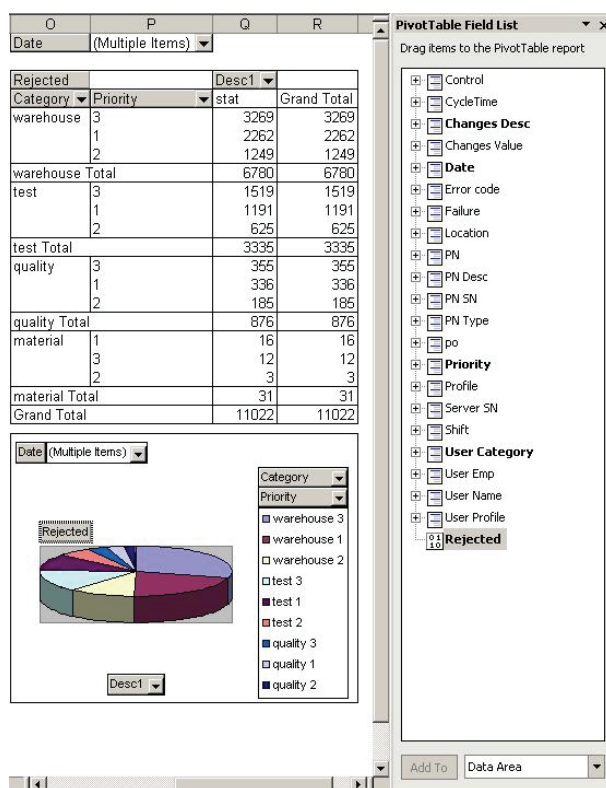 O P Q R
Date (Multiple Items)
Rejected Desc1
Category Priority stat Grand Total
warehouse 3 3269 3269
1 2262 2262
2 1249 1249
warehouse Total 6780 6780
test 3 1519 1519
1 1191 1191
2 625 625
test Total 3335 3335
quality 3 355 355
1 336 336
2 185 185
quality Total 876 876
material 1 16 16
3 12 12
2 3 3
material Total 31 31
Grand Total 11022 11022
Date (Multiple Items)
Category
Priority
Rejected
warehouse 3
warehouse 1
warehouse 2
test 3
test 1
test 2
quality 3
quality 1
quality 2
Desc1
PivotTable Field List
Drag items to the PivotTable report
Control
CycleTime
Changes Desc
Changes Value
Date
Error code
Failure
Location
PN
PN Desc
PN SN
PN Type
po
Priority
Profile
Server SN
Shift
User Category
User Emp
User Name
User Profile
Rejected
Add To Data Area